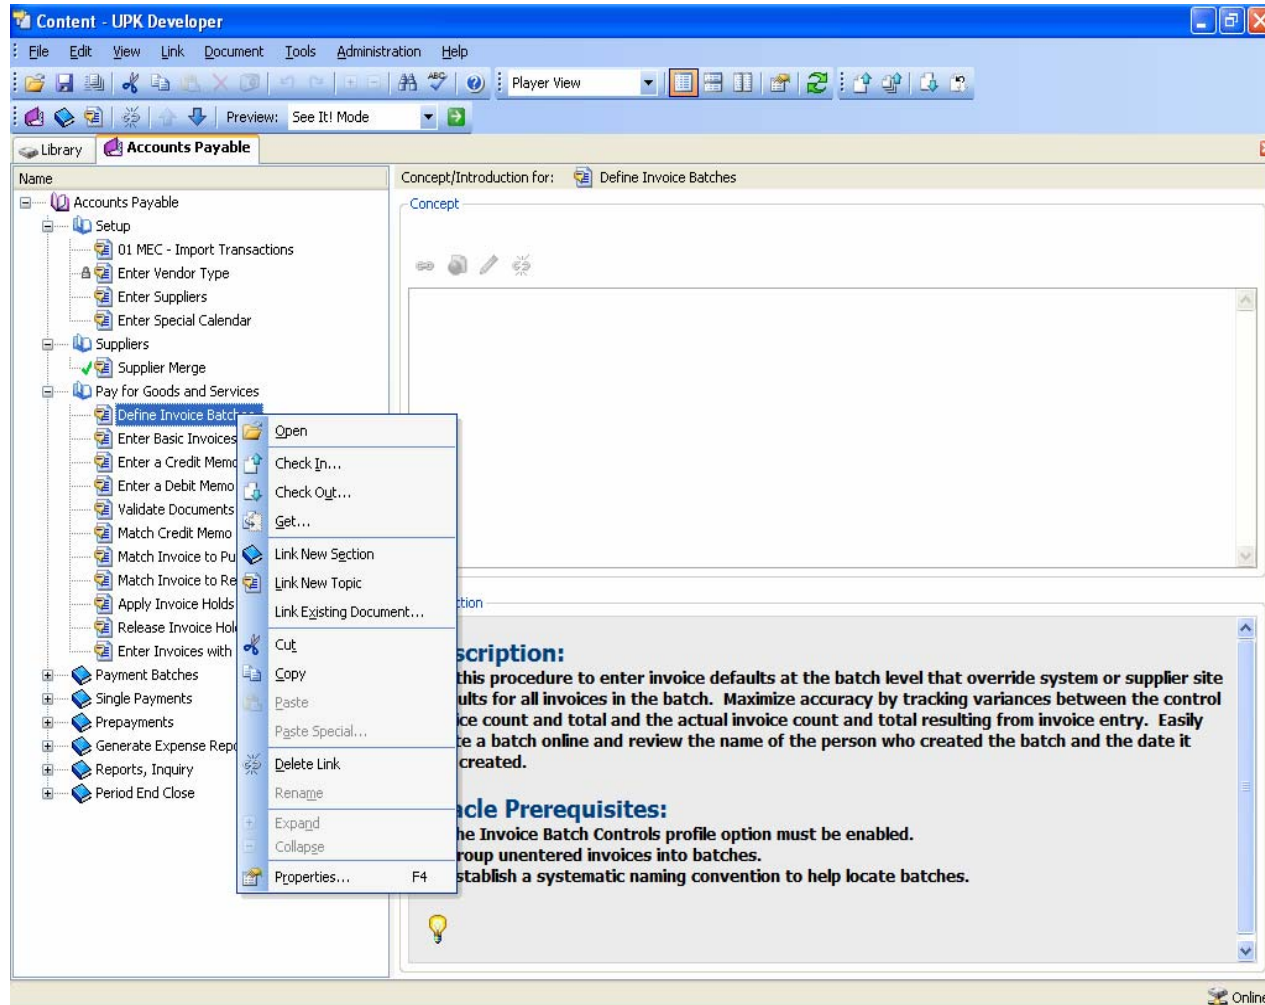 Content - UPK Developer
File Edit View Link Document Tools Administration Help
ABC Player View
Preview: See It! Mode
Library Accounts Payable
Name
Accounts Payable
Setup
01 MEC - Import Transactions
Enter Vendor Type
Enter Suppliers
Enter Special Calendar
Suppliers
Supplier Merge
Pay for Goods and Services
Define Invoice Batches
Enter Basic Invoices
Enter a Credit Memo
Enter a Debit Memo
Validate Documents
Match Credit Memo
Match Invoice to Pu
Match Invoice to Re
Apply Invoice Holds
Release Invoice Hol
Enter Invoices with
Payment Batches
Single Payments
Prepayments
Generate Expense Repo
Reports, Inquiry
Period End Close
Open
Check In...
Check Out...
Get...
Link New Section
Link New Topic
Link Existing Document...
Cut
Copy
Paste
Paste Special...
Delete Link
Rename
Expand
Collapse
Properties... F4
Concept/Introduction for: Define Invoice Batches
Concept
ction
scription:
this procedure to enter invoice defaults at the batch level that override system or supplier site
ults for all invoices in the batch. Maximize accuracy by tracking variances between the control
ice count and total and the actual invoice count and total resulting from invoice entry. Easily
te a batch online and review the name of the person who created the batch and the date it
created.
acle Prerequisites:
he Invoice Batch Controls profile option must be enabled.
roup unentered invoices into batches.
stablish a systematic naming convention to help locate batches.
Online